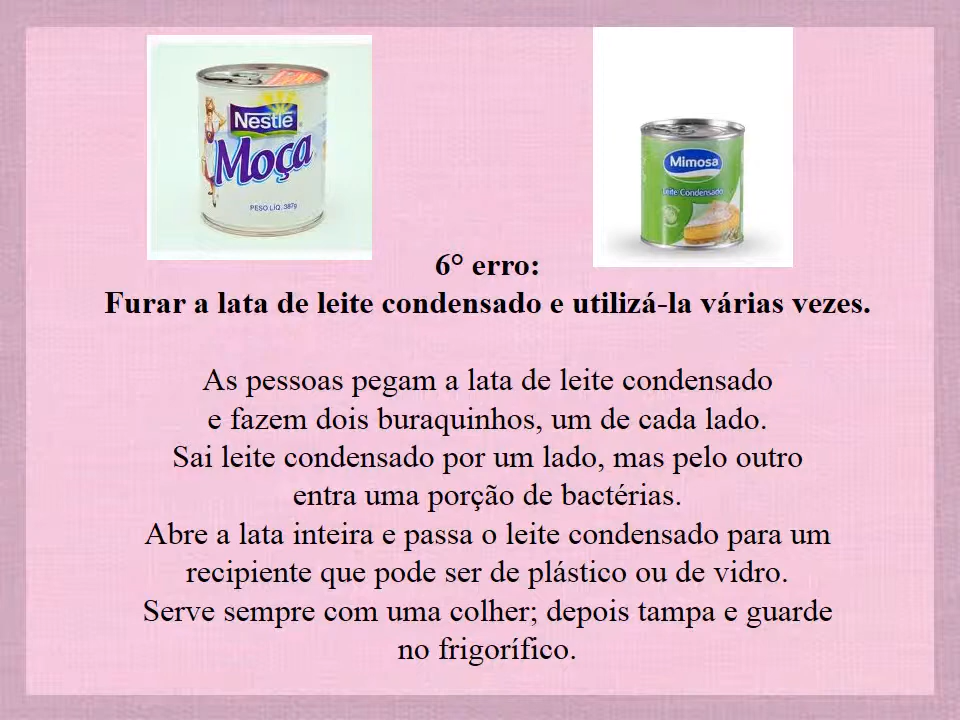 Nestlé
Moça
PESO LÍQ. 387g
Mimosa
Leite Condensado
6° erro:
Furar a lata de leite condensado e utilizá-la várias vezes.
As pessoas pegam a lata de leite condensado
e fazem dois buraquinhos, um de cada lado.
Sai leite condensado por um lado, mas pelo outro
entra uma porção de bactérias.
Abre a lata inteira e passa o leite condensado para um
recipiente que pode ser de plástico ou de vidro.
Serve sempre com uma colher; depois tampa e guarde
no frigorífico.